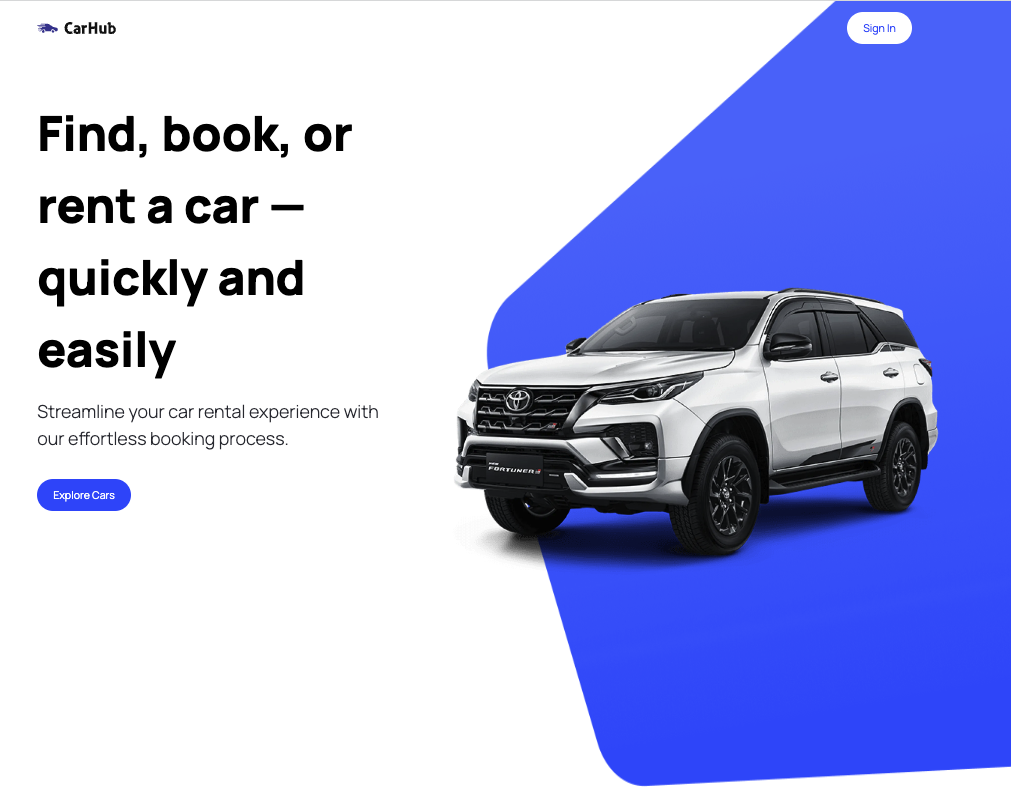 CarHub
Sign In
Find, book, or
rent a car —
quickly and
easily
Streamline your car rental experience with
our effortless booking process.
Explore Cars
FORTUNER